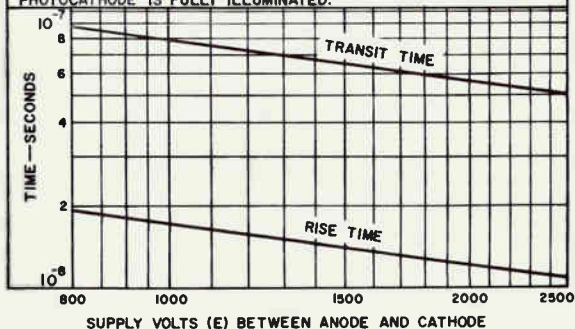 PHOTOCATHODE IS FULLY ILLUMINATED.
10⁻⁷
8
TRANSIT TIME
6
4
2
RISE TIME
10⁻⁸
TIME—SECONDS
800 1000 1500 2000 2500
SUPPLY VOLTS (E) BETWEEN ANODE AND CATHODE